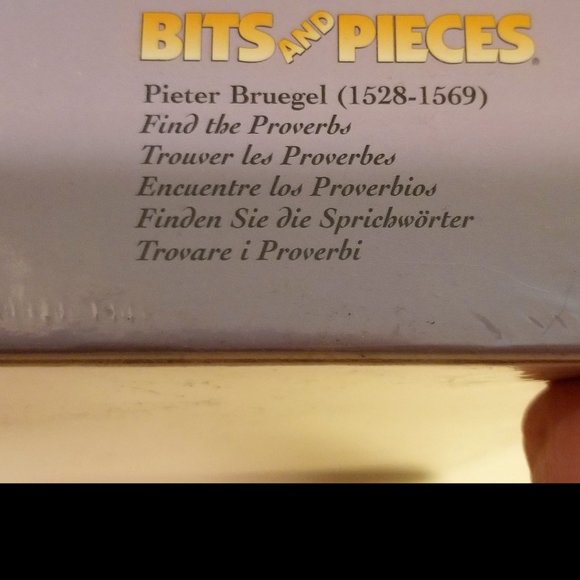 BITS AND PIECES®
Pieter Bruegel (1528-1569)
Find the Proverbs
Trouver les Proverbes
Encuentre los Proverbios
Finden Sie die Sprichwörter
Trovare i Proverbi